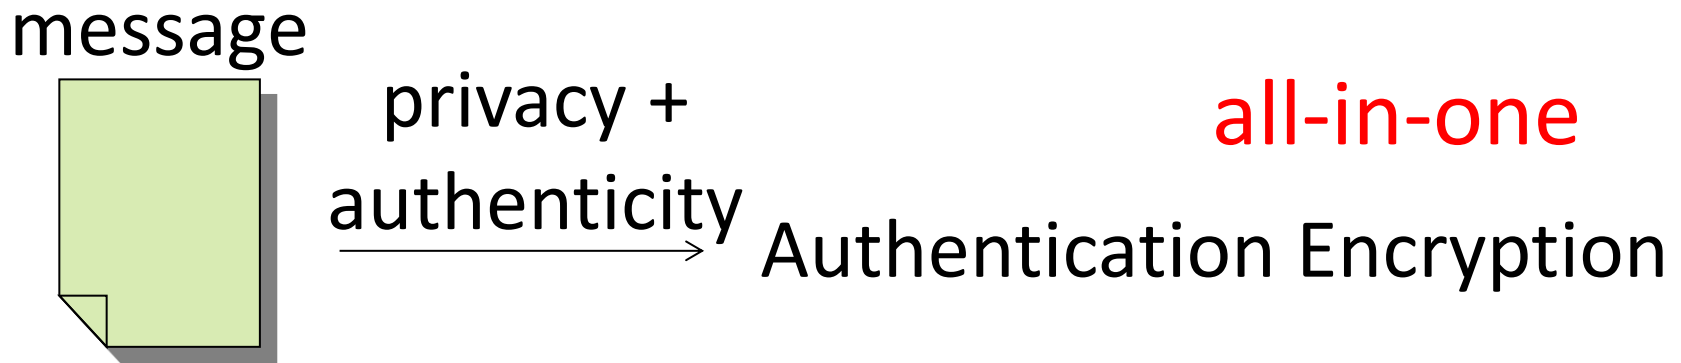 message
privacy +
authenticity
all-in-one
Authentication Encryption